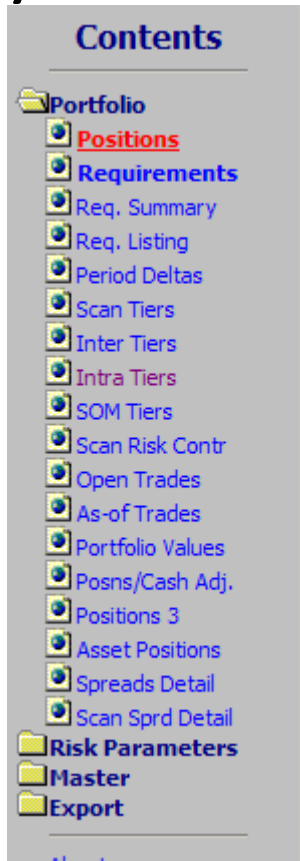 Contents
Portfolio
Positions
Requirements
Req. Summary
Req. Listing
Period Deltas
Scan Tiers
Inter Tiers
Intra Tiers
SOM Tiers
Scan Risk Contr
Open Trades
As-of Trades
Portfolio Values
Posns/Cash Adj.
Positions 3
Asset Positions
Spreads Detail
Scan Sprd Detail
Risk Parameters
Master
Export